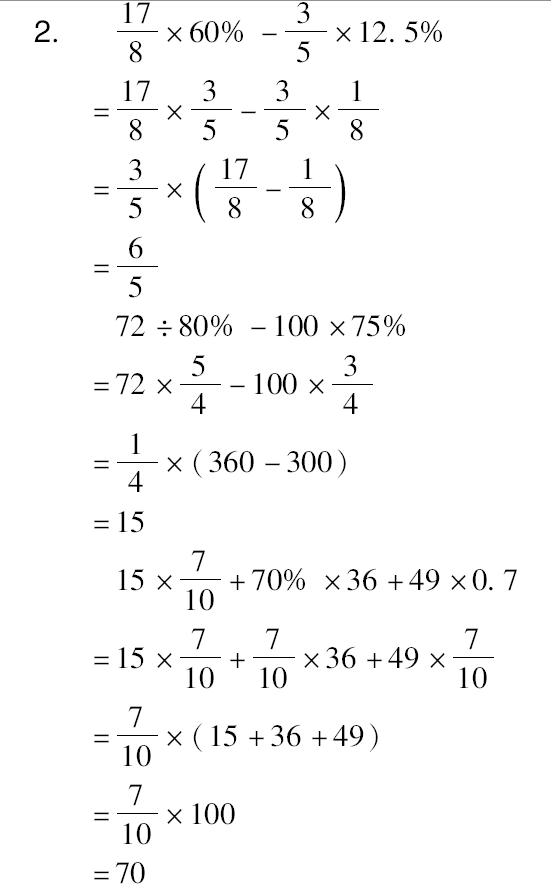 2. 17/8 × 60% − 3/5 × 12.5%
= 17/8 × 3/5 − 3/5 × 1/8
= 3/5 × (17/8 − 1/8)
= 6/5
72 ÷ 80% − 100 × 75%
= 72 × 5/4 − 100 × 3/4
= 1/4 × (360 − 300)
= 15
15 × 7/10 + 70% × 36 + 49 × 0.7
= 15 × 7/10 + 7/10 × 36 + 49 × 7/10
= 7/10 × (15 + 36 + 49)
= 7/10 × 100
= 70